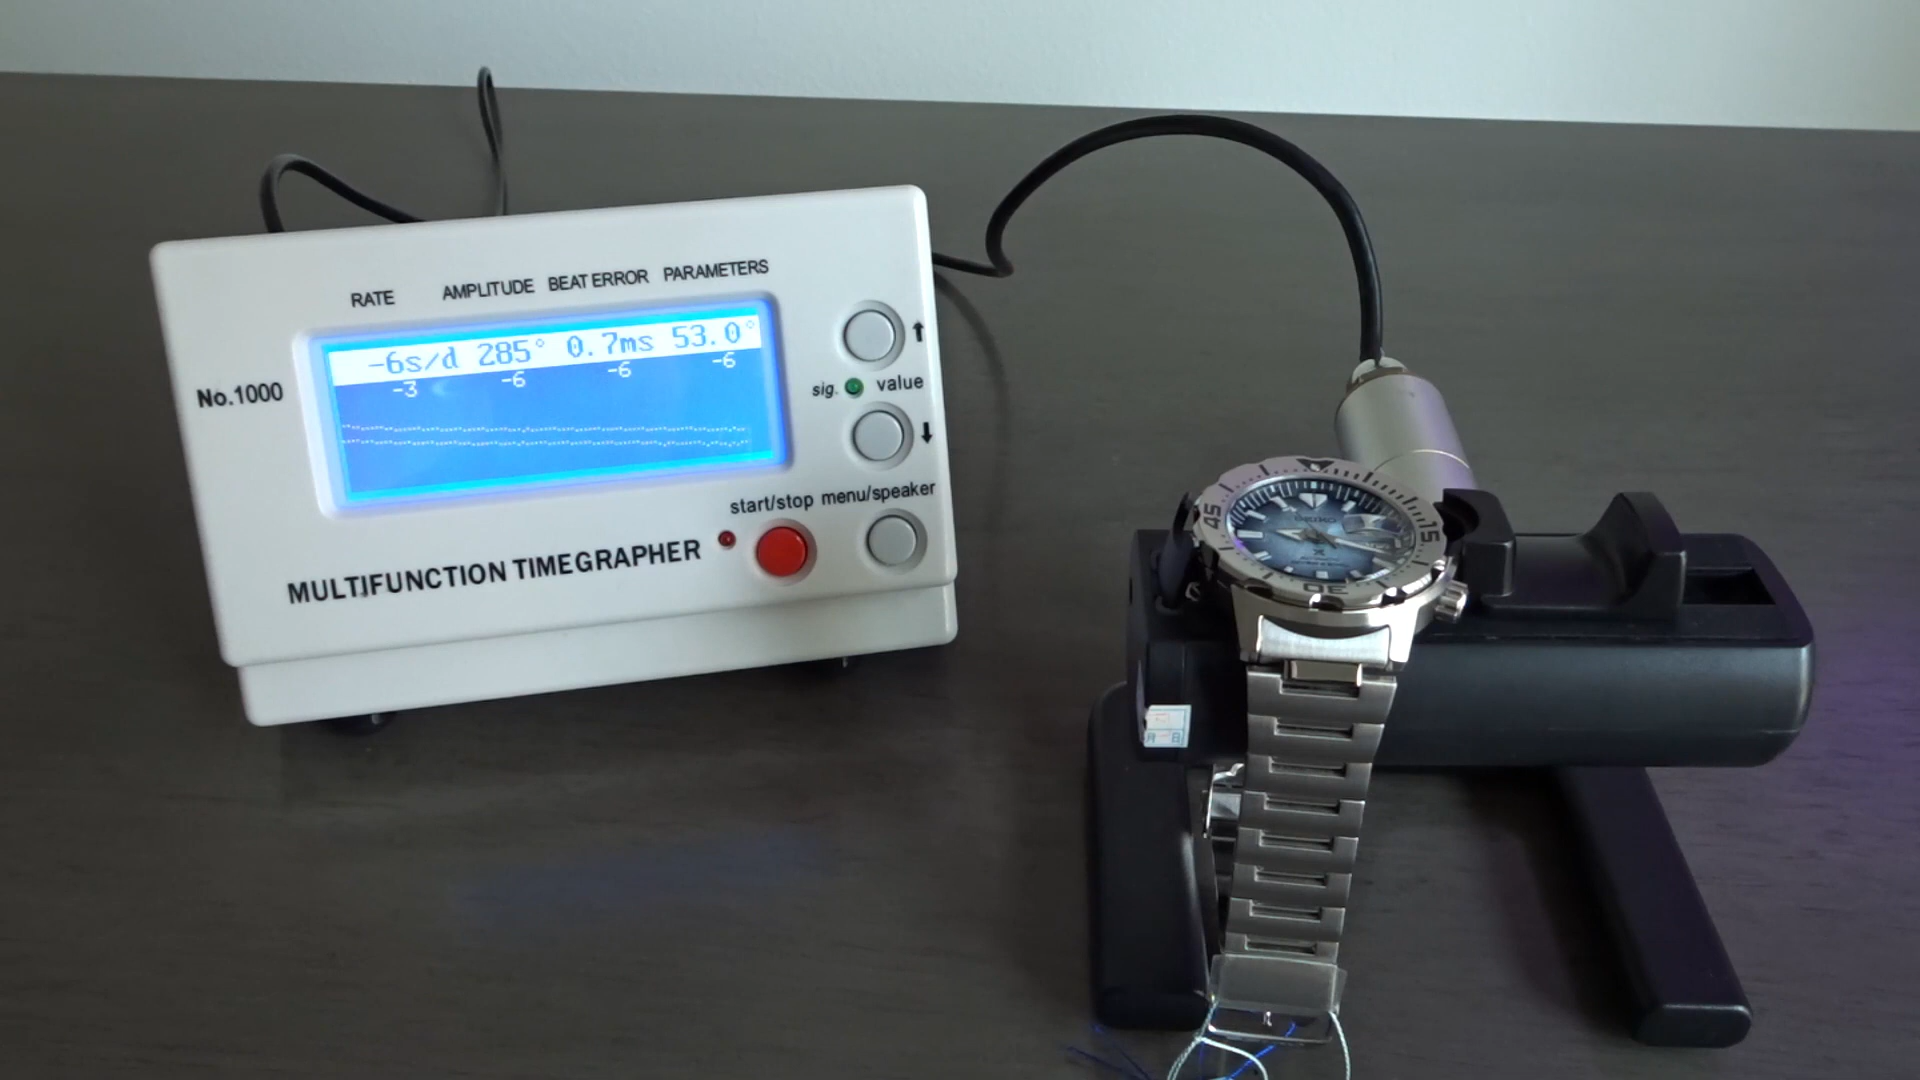 RATE AMPLITUDE BEAT ERROR PARAMETERS
-6s/d 285° 0.7ms 53.0°
-3 -6 -6 -6
No.1000
sig. value
start/stop menu/speaker
MULTIFUNCTION TIMEGRAPHER
45
15
30
SEIKO
A B